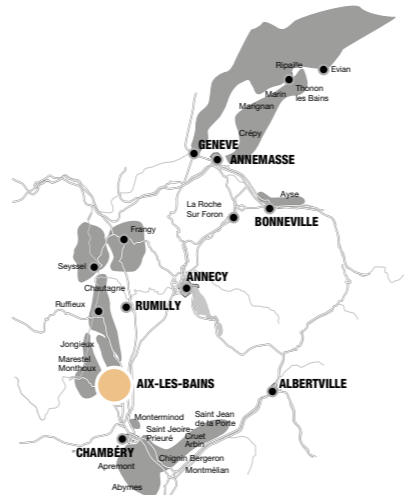 Ripaille
Evian
Marin
Thonon
les Bains
Marignan
Crépy
GENEVE
ANNEMASSE
Ayse
La Roche
Sur Foron
BONNEVILLE
Frangy
Seyssel
ANNECY
Chautagne
Ruffieux
RUMILLY
Jongieux
Marestel
Monthoux
AIX-LES-BAINS
ALBERTVILLE
Monterminod
Saint Jean
de la Porte
Saint Jeoire-
Prieuré
Cruet
Arbin
CHAMBÉRY
Chignin Bergeron
Apremont
Montmélian
Abymes